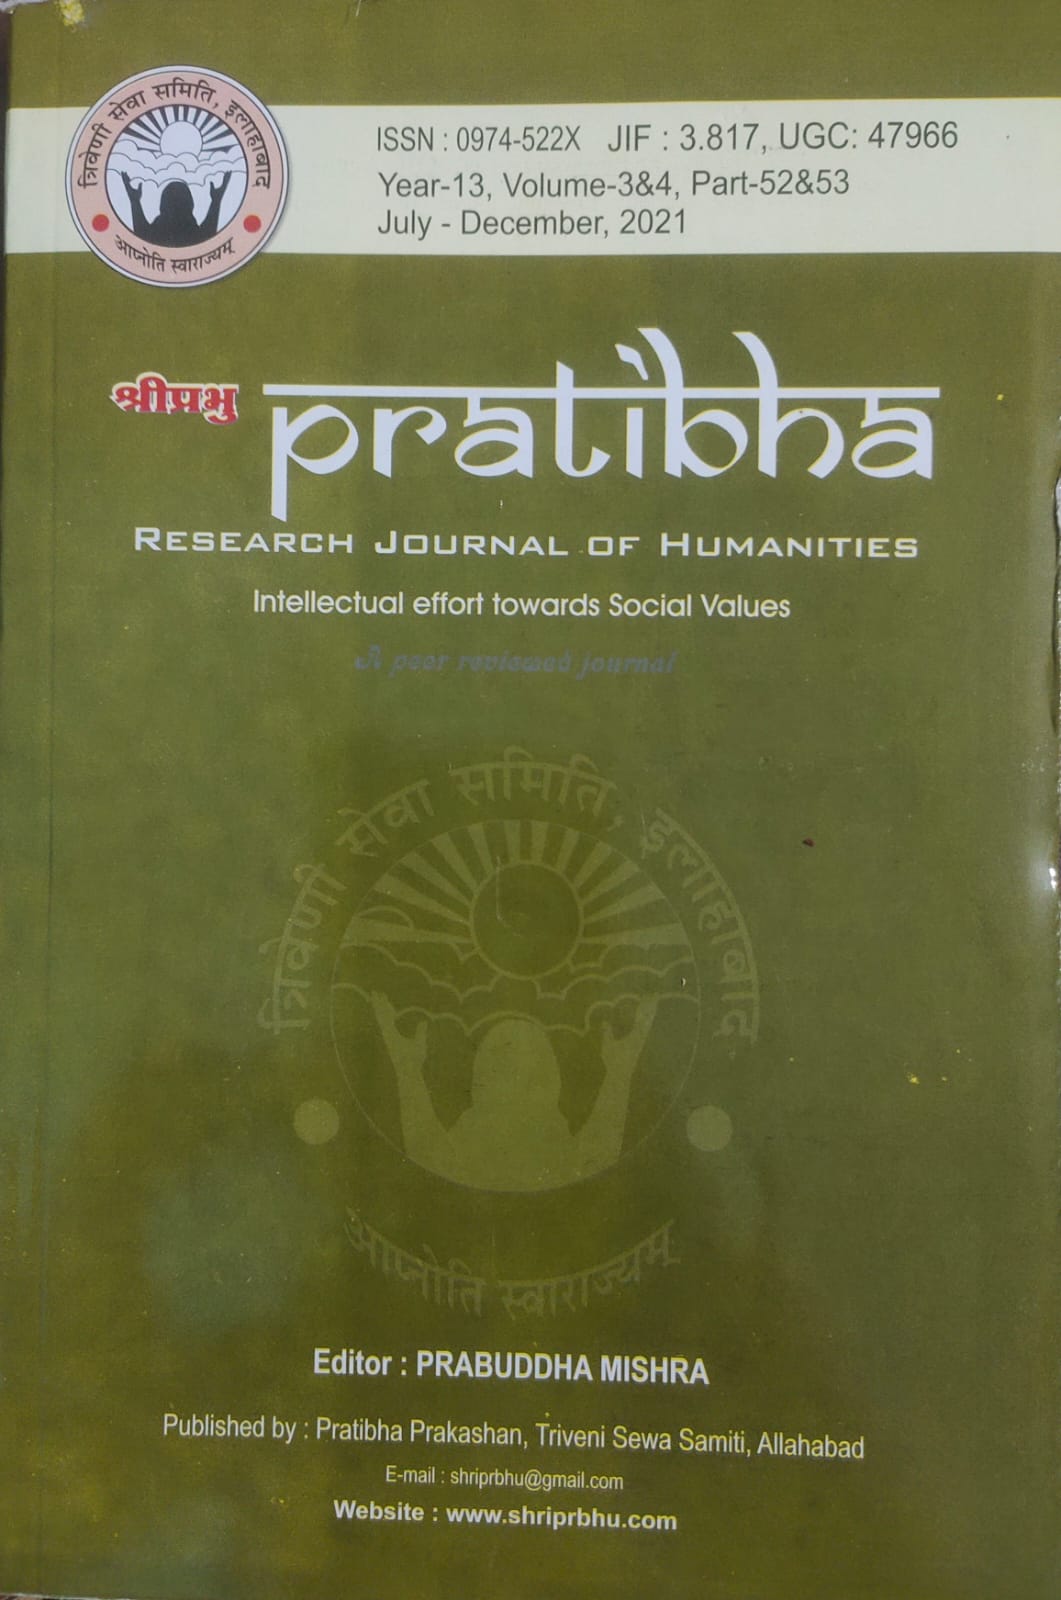 त्रिवेणी सेवा समिति, इलाहाबाद
आप्नोति स्वाराज्यम्
ISSN : 0974-522X JIF : 3.817, UGC: 47966
Year-13, Volume-3&4, Part-52&53
July - December, 2021
श्रीप्रभु pratibha
RESEARCH JOURNAL OF HUMANITIES
Intellectual effort towards Social Values
A peer reviewed journal
त्रिवेणी सेवा समिति, इलाहाबाद
आप्नोति स्वाराज्यम्
Editor : PRABUDDHA MISHRA
Published by : Pratibha Prakashan, Triveni Sewa Samiti, Allahabad
E-mail : shriprbhu@gmail.com
Website : www.shriprbhu.com